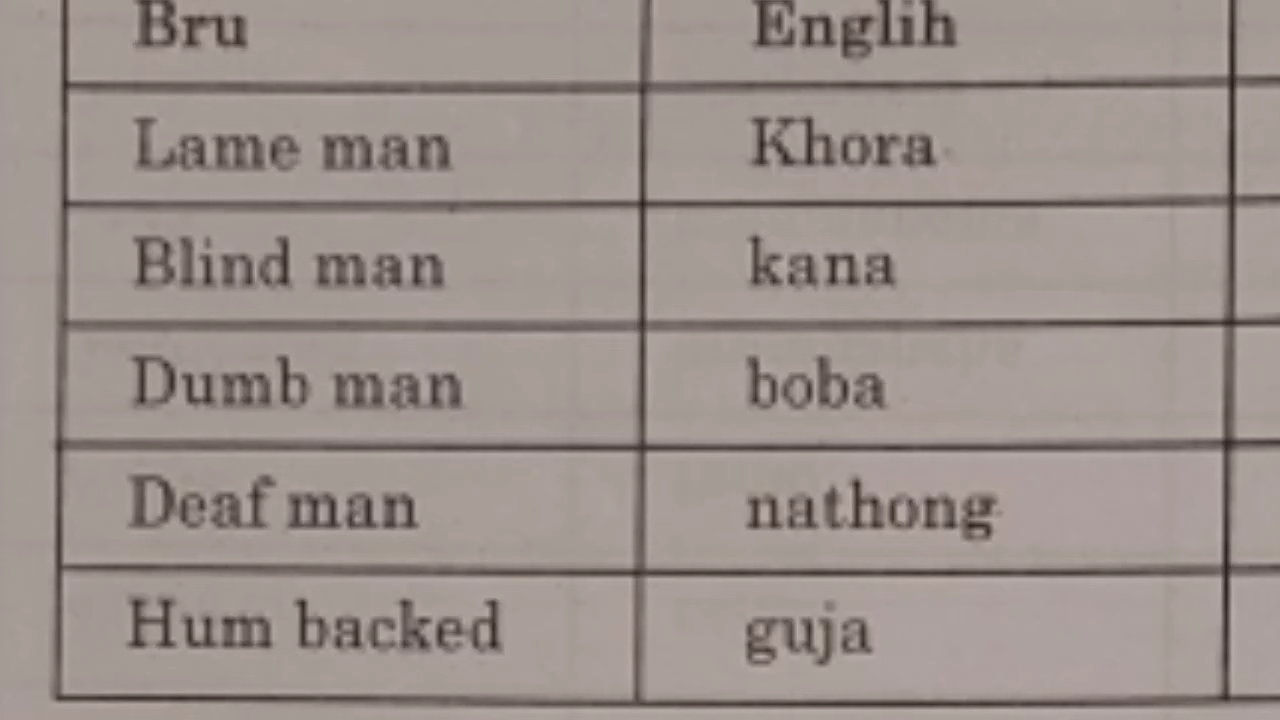 Bru Englih
Lame man Khora
Blind man kana
Dumb man boba
Deaf man nathong
Hum backed guja